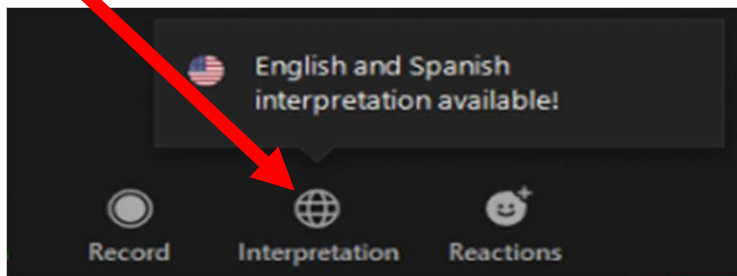 English and Spanish
interpretation available!
Record
Interpretation
Reactions